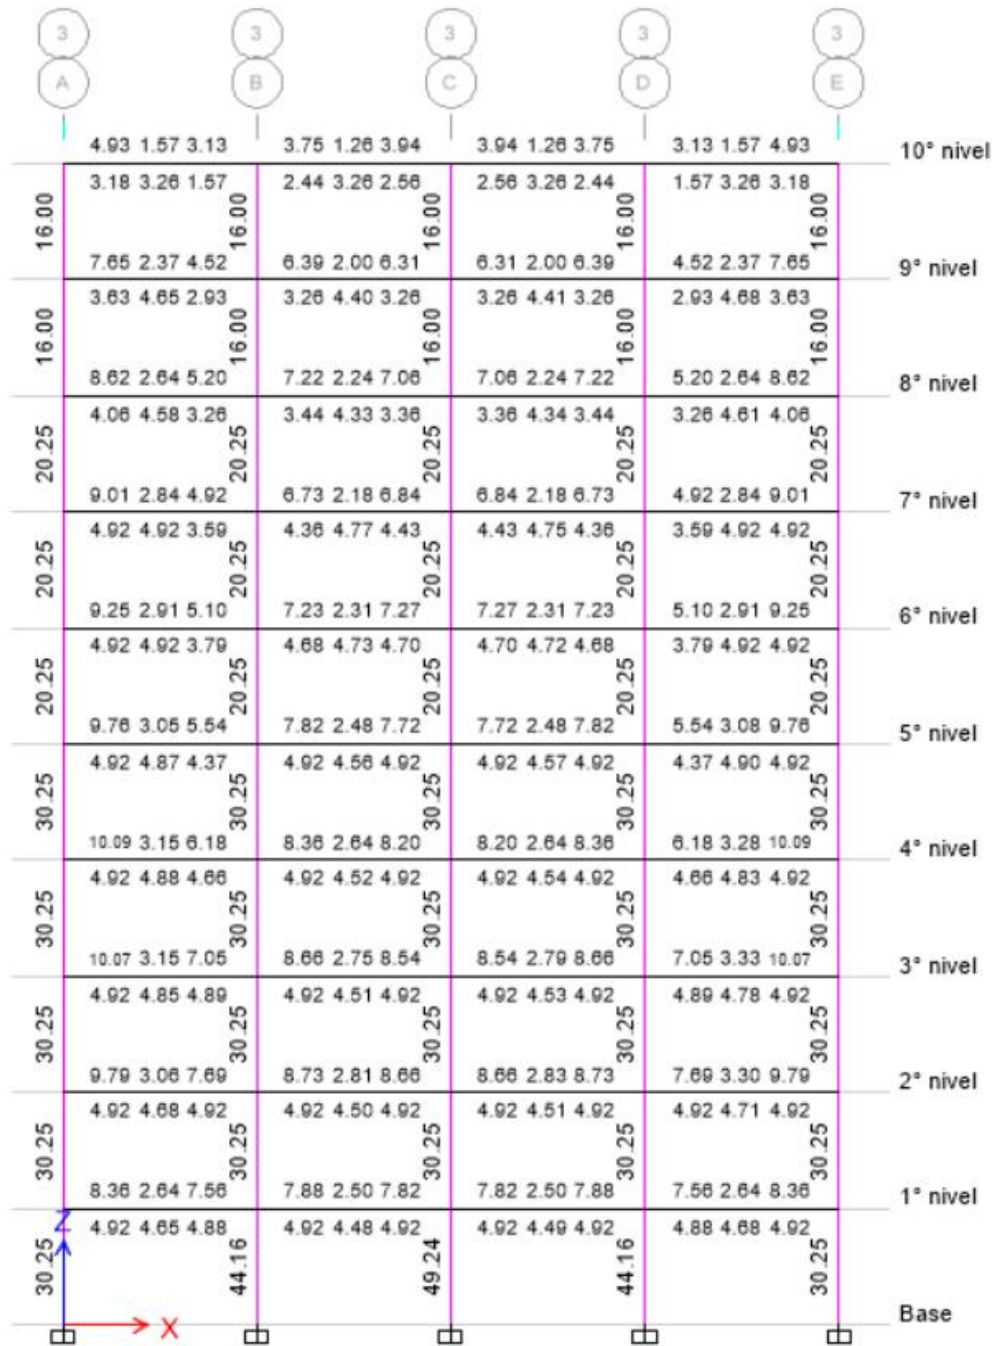 3 3 3 3 3
A B C D E
4.93 1.57 3.13 3.75 1.26 3.94 3.94 1.26 3.75 3.13 1.57 4.93 10° nivel
3.18 3.26 1.57 2.44 3.26 2.56 2.56 3.26 2.44 1.57 3.26 3.18
16.00 16.00 16.00 16.00 16.00
7.65 2.37 4.52 6.39 2.00 6.31 6.31 2.00 6.39 4.52 2.37 7.65 9° nivel
3.63 4.65 2.93 3.26 4.40 3.26 3.26 4.41 3.26 2.93 4.68 3.63
16.00 16.00 16.00 16.00 16.00
8.62 2.64 5.20 7.22 2.24 7.06 7.06 2.24 7.22 5.20 2.64 8.62 8° nivel
4.06 4.58 3.26 3.44 4.33 3.36 3.36 4.34 3.44 3.26 4.61 4.06
20.25 20.25 20.25 20.25 20.25
9.01 2.84 4.92 6.73 2.18 6.84 6.84 2.18 6.73 4.92 2.84 9.01 7° nivel
4.92 4.92 3.59 4.36 4.77 4.43 4.43 4.75 4.36 3.59 4.92 4.92
20.25 20.25 20.25 20.25 20.25
9.25 2.91 5.10 7.23 2.31 7.27 7.27 2.31 7.23 5.10 2.91 9.25 6° nivel
4.92 4.92 3.79 4.68 4.73 4.70 4.70 4.72 4.68 3.79 4.92 4.92
20.25 20.25 20.25 20.25 20.25
9.76 3.05 5.54 7.82 2.48 7.72 7.72 2.48 7.82 5.54 3.08 9.76 5° nivel
4.92 4.87 4.37 4.92 4.56 4.92 4.92 4.57 4.92 4.37 4.90 4.92
30.25 30.25 30.25 30.25 30.25
10.09 3.15 6.18 8.36 2.64 8.20 8.20 2.64 8.36 6.18 3.28 10.09 4° nivel
4.92 4.88 4.66 4.92 4.52 4.92 4.92 4.54 4.92 4.66 4.83 4.92
30.25 30.25 30.25 30.25 30.25
10.07 3.15 7.05 8.66 2.75 8.54 8.54 2.79 8.66 7.05 3.33 10.07 3° nivel
4.92 4.85 4.89 4.92 4.51 4.92 4.92 4.53 4.92 4.89 4.78 4.92
30.25 30.25 30.25 30.25 30.25
9.79 3.06 7.69 8.73 2.81 8.66 8.66 2.83 8.73 7.69 3.30 9.79 2° nivel
4.92 4.68 4.92 4.92 4.50 4.92 4.92 4.51 4.92 4.92 4.71 4.92
30.25 30.25 30.25 30.25 30.25
8.36 2.64 7.56 7.88 2.50 7.82 7.82 2.50 7.88 7.56 2.64 8.36 1° nivel
Z 4.92 4.65 4.88 4.92 4.48 4.92 4.92 4.49 4.92 4.88 4.68 4.92
30.25 44.16 49.24 44.16 30.25
X Base